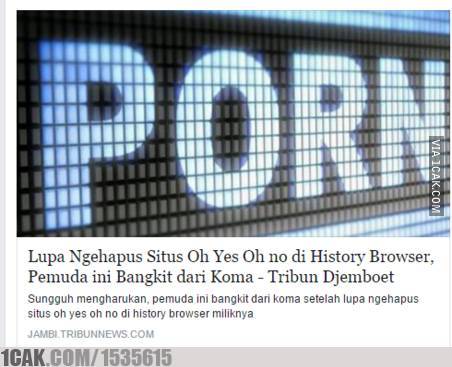 PORN
VIA 1CAK.COM
Lupa Ngehapus Situs Oh Yes Oh no di History Browser,
Pemuda ini Bangkit dari Koma - Tribun Djemboet
Sungguh mengharukan, pemuda ini bangkit dari koma setelah lupa ngehapus
situs oh yes oh no di history browser miliknya
JAMBI.TRIBUNNEWS.COM
1CAK.COM/1535615